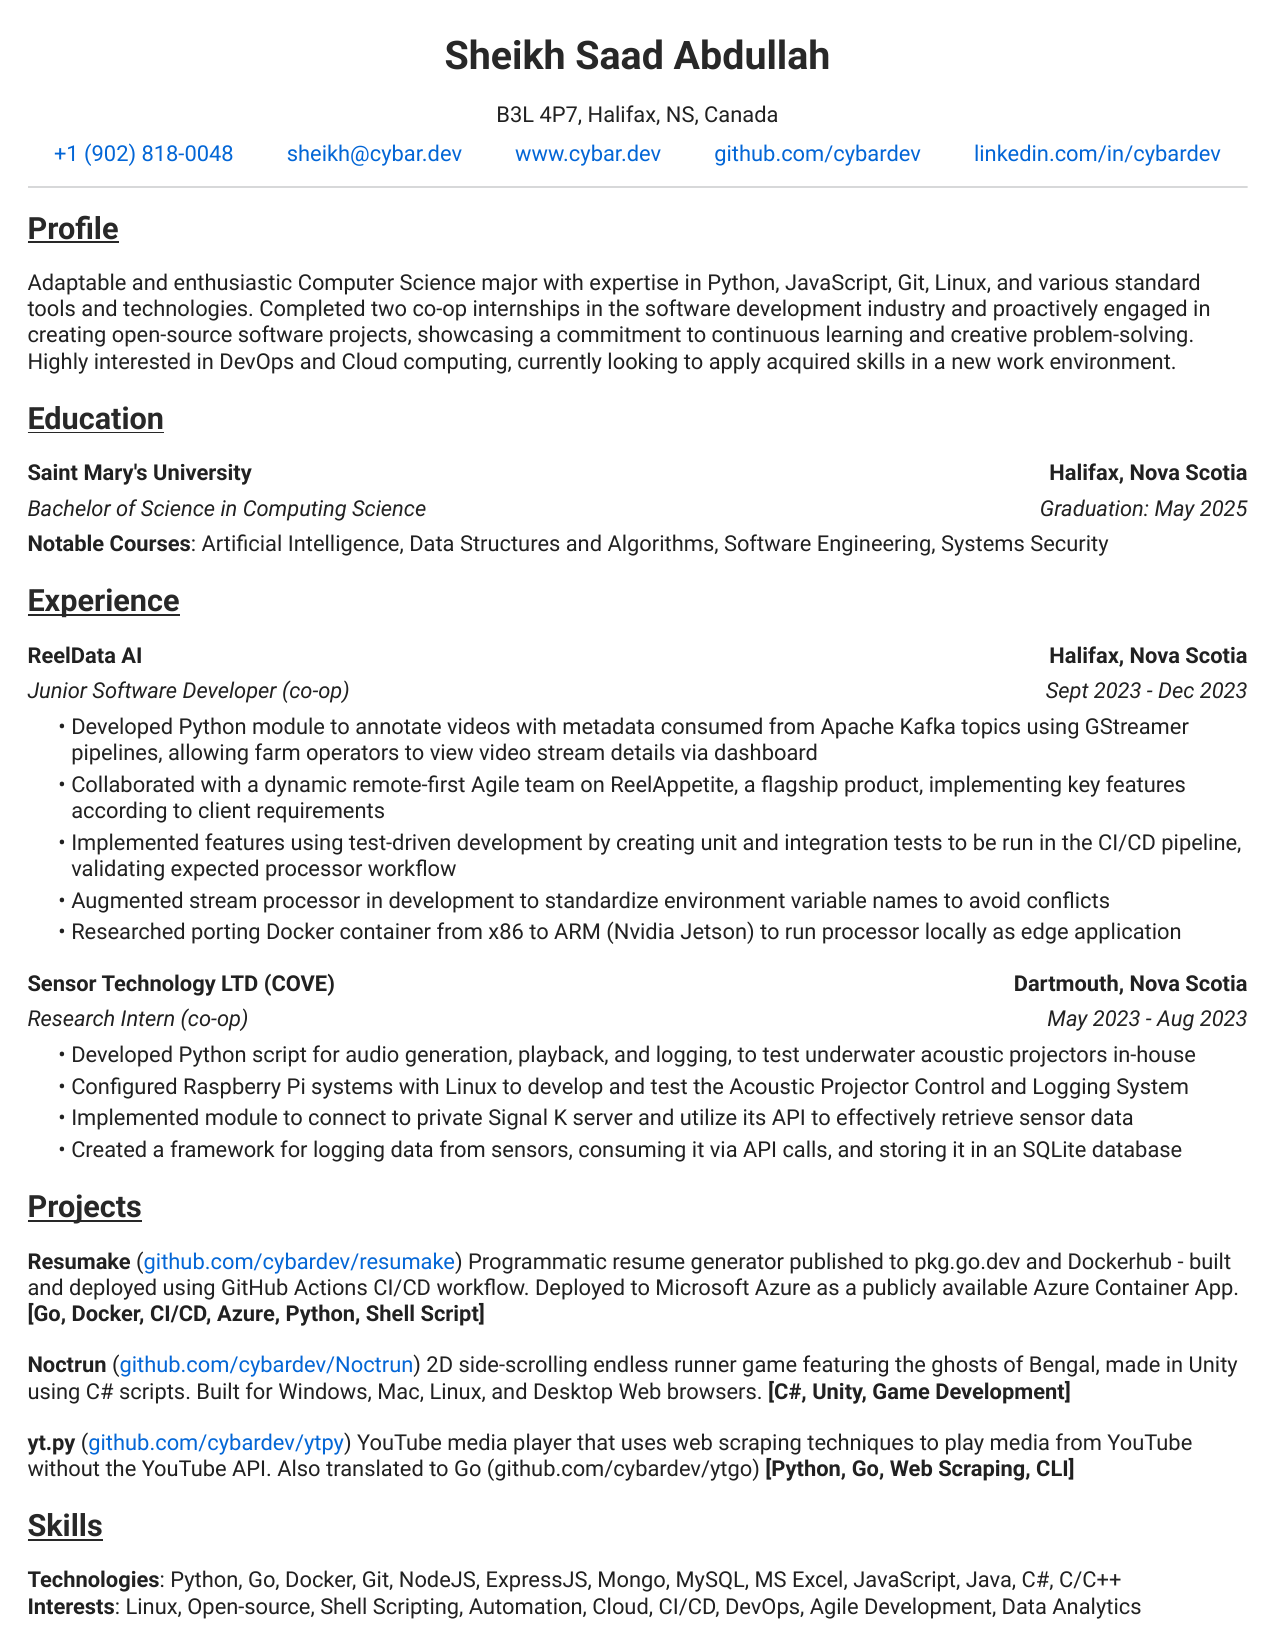 Sheikh Saad Abdullah
B3L 4P7, Halifax, NS, Canada
+1 (902) 818-0048 sheikh@cybar.dev www.cybar.dev github.com/cybardev linkedin.com/in/cybardev
Profile
Adaptable and enthusiastic Computer Science major with expertise in Python, JavaScript, Git, Linux, and various standard
tools and technologies. Completed two co-op internships in the software development industry and proactively engaged in
creating open-source software projects, showcasing a commitment to continuous learning and creative problem-solving.
Highly interested in DevOps and Cloud computing, currently looking to apply acquired skills in a new work environment.
Education
Saint Mary's University Halifax, Nova Scotia
Bachelor of Science in Computing Science Graduation: May 2025
Notable Courses: Artificial Intelligence, Data Structures and Algorithms, Software Engineering, Systems Security
Experience
ReelData AI Halifax, Nova Scotia
Junior Software Developer (co-op) Sept 2023 - Dec 2023
• Developed Python module to annotate videos with metadata consumed from Apache Kafka topics using GStreamer
pipelines, allowing farm operators to view video stream details via dashboard
• Collaborated with a dynamic remote-first Agile team on ReelAppetite, a flagship product, implementing key features
according to client requirements
• Implemented features using test-driven development by creating unit and integration tests to be run in the CI/CD pipeline,
validating expected processor workflow
• Augmented stream processor in development to standardize environment variable names to avoid conflicts
• Researched porting Docker container from x86 to ARM (Nvidia Jetson) to run processor locally as edge application
Sensor Technology LTD (COVE) Dartmouth, Nova Scotia
Research Intern (co-op) May 2023 - Aug 2023
• Developed Python script for audio generation, playback, and logging, to test underwater acoustic projectors in-house
• Configured Raspberry Pi systems with Linux to develop and test the Acoustic Projector Control and Logging System
• Implemented module to connect to private Signal K server and utilize its API to effectively retrieve sensor data
• Created a framework for logging data from sensors, consuming it via API calls, and storing it in an SQLite database
Projects
Resumake (github.com/cybardev/resumake) Programmatic resume generator published to pkg.go.dev and Dockerhub - built
and deployed using GitHub Actions CI/CD workflow. Deployed to Microsoft Azure as a publicly available Azure Container App.
[Go, Docker, CI/CD, Azure, Python, Shell Script]
Noctrun (github.com/cybardev/Noctrun) 2D side-scrolling endless runner game featuring the ghosts of Bengal, made in Unity
using C# scripts. Built for Windows, Mac, Linux, and Desktop Web browsers. [C#, Unity, Game Development]
yt.py (github.com/cybardev/ytpy) YouTube media player that uses web scraping techniques to play media from YouTube
without the YouTube API. Also translated to Go (github.com/cybardev/ytgo) [Python, Go, Web Scraping, CLI]
Skills
Technologies: Python, Go, Docker, Git, NodeJS, ExpressJS, Mongo, MySQL, MS Excel, JavaScript, Java, C#, C/C++
Interests: Linux, Open-source, Shell Scripting, Automation, Cloud, CI/CD, DevOps, Agile Development, Data Analytics